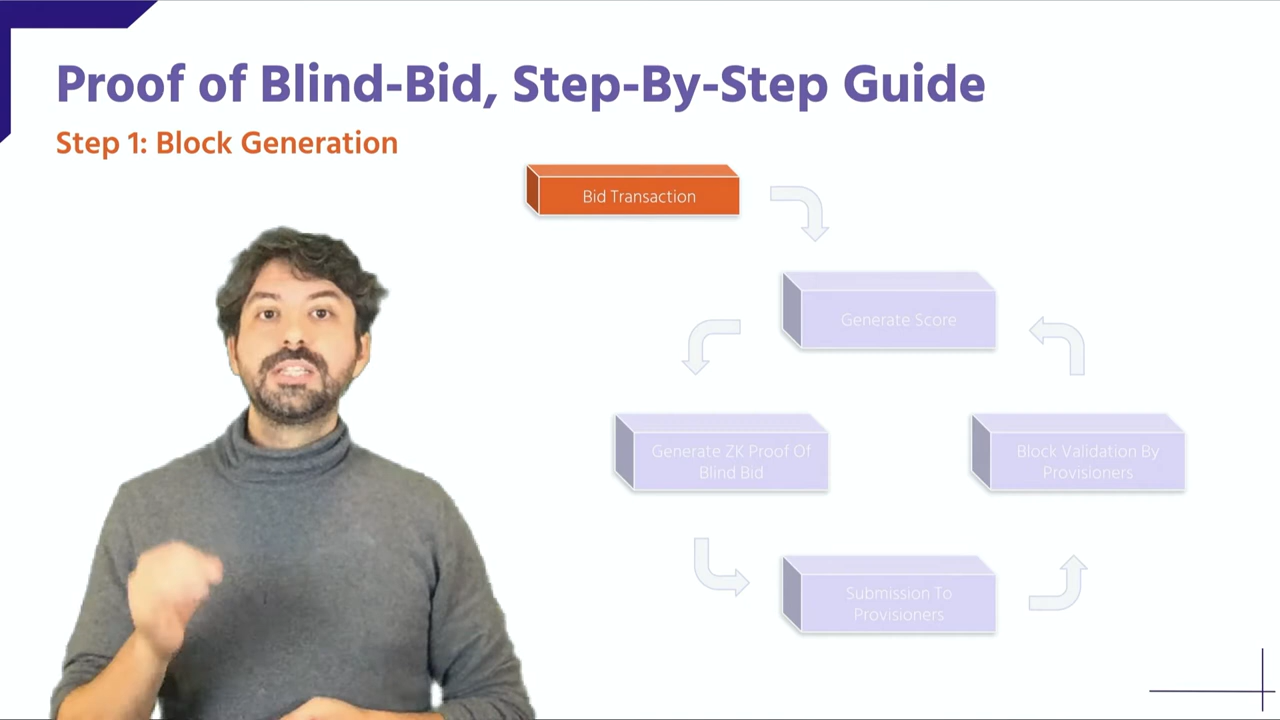 Proof of Blind-Bid, Step-By-Step Guide
Step 1: Block Generation
Bid Transaction
Generate Score
Generate ZK Proof Of
Blind Bid
Block Validation By
Provisioners
Submission To
Provisioners